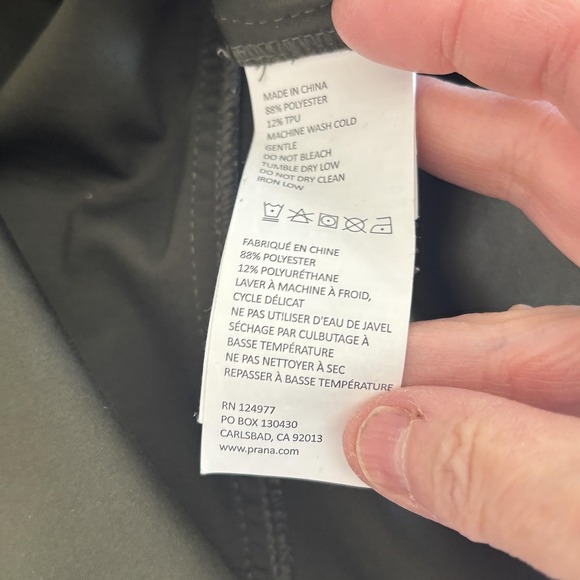 MADE IN CHINA
88% POLYESTER
12% TPU
MACHINE WASH COLD
GENTLE
DO NOT BLEACH
TUMBLE DRY LOW
DO NOT DRY CLEAN
IRON LOW
FABRIQUÉ EN CHINE
88% POLYESTER
12% POLYURÉTHANE
LAVER À MACHINE À FROID,
CYCLE DÉLICAT
NE PAS UTILISER D'EAU DE JAVEL
SÉCHAGE PAR CULBUTAGE À
BASSE TEMPÉRATURE
NE PAS NETTOYER À SEC
REPASSER À BASSE TEMPÉRATURE
RN 124977
PO BOX 130430
CARLSBAD, CA 92013
www.prana.com